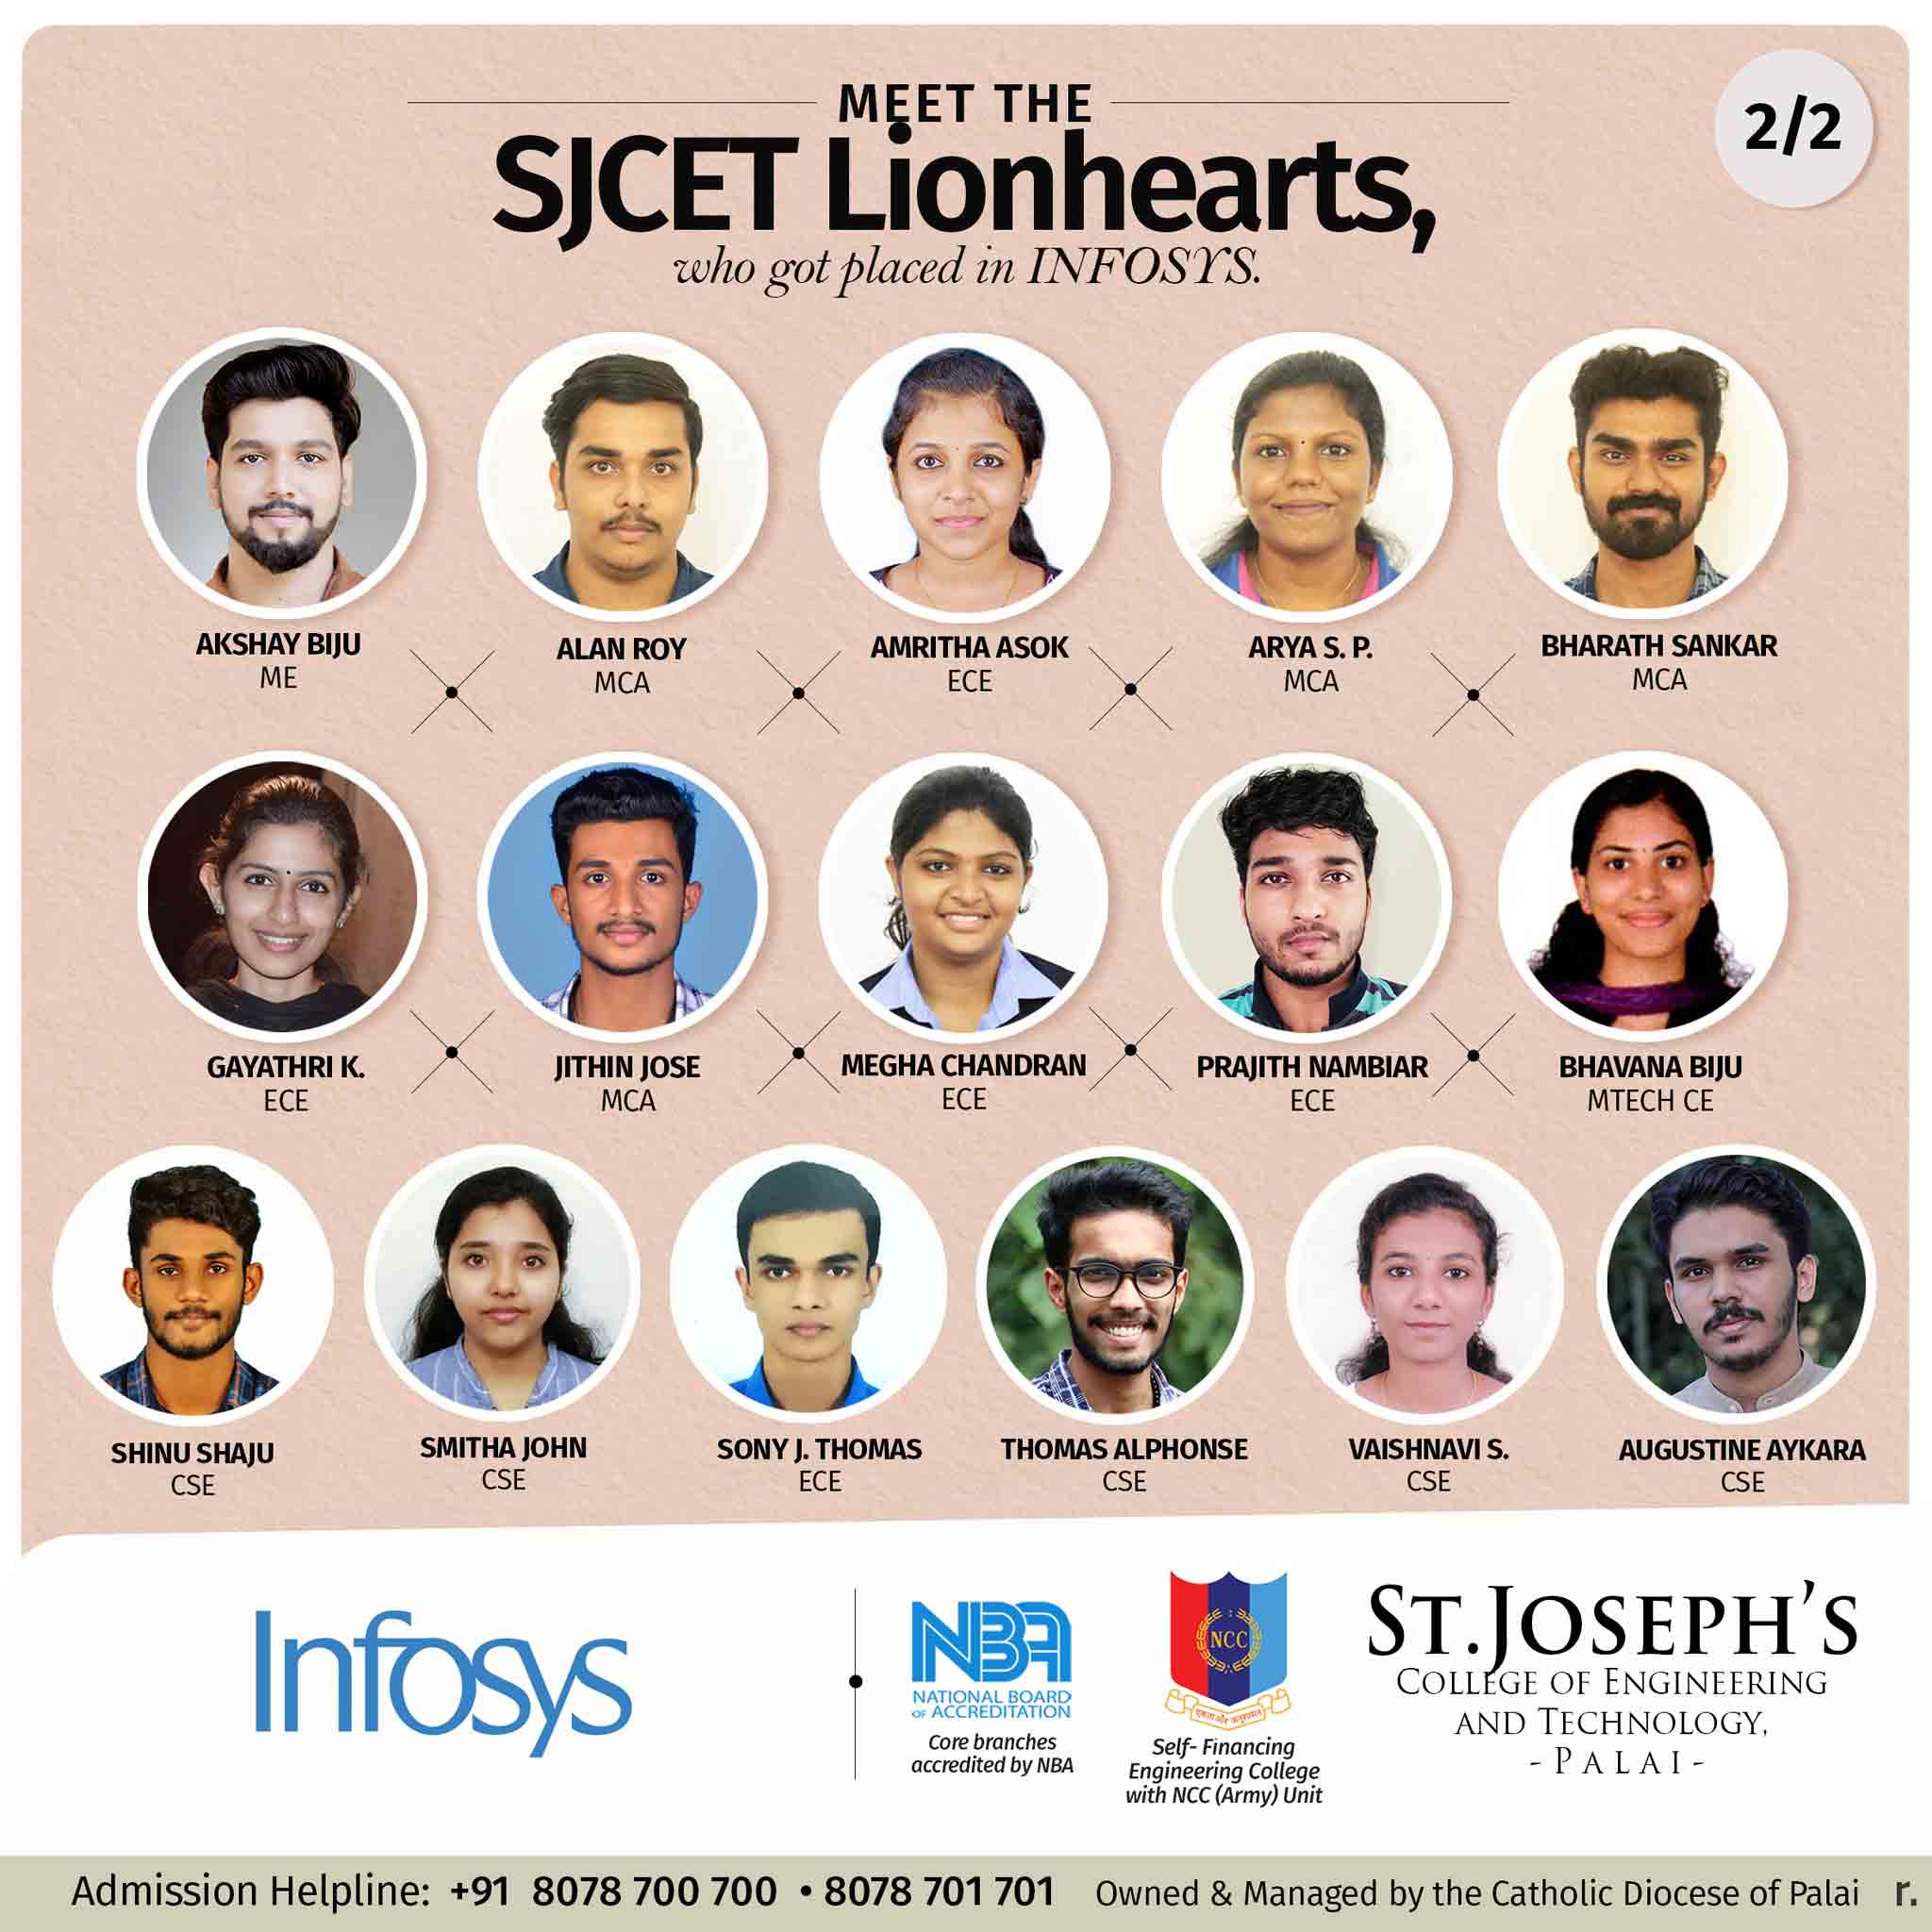 MEET THE
2/2
SJCET Lionhearts,
who got placed in INFOSYS.
AKSHAY BIJU
ME
ALAN ROY
MCA
AMRITHA ASOK
ECE
ARYA S. P.
MCA
BHARATH SANKAR
MCA
GAYATHRI K.
ECE
JITHIN JOSE
MCA
MEGHA CHANDRAN
ECE
PRAJITH NAMBIAR
ECE
BHAVANA BIJU
MTECH CE
SHINU SHAJU
CSE
SMITHA JOHN
CSE
SONY J. THOMAS
ECE
THOMAS ALPHONSE
CSE
VAISHNAVI S.
CSE
AUGUSTINE AYKARA
CSE
Infosys
NBA
NATIONAL BOARD
OF ACCREDITATION
Core branches
accredited by NBA
NCC
एकता और अनुशासन
Self- Financing
Engineering College
with NCC (Army) Unit
ST.JOSEPH'S
COLLEGE OF ENGINEERING
AND TECHNOLOGY,
- PALAI -
Admission Helpline: +91 8078 700 700 • 8078 701 701 Owned & Managed by the Catholic Diocese of Palai r.